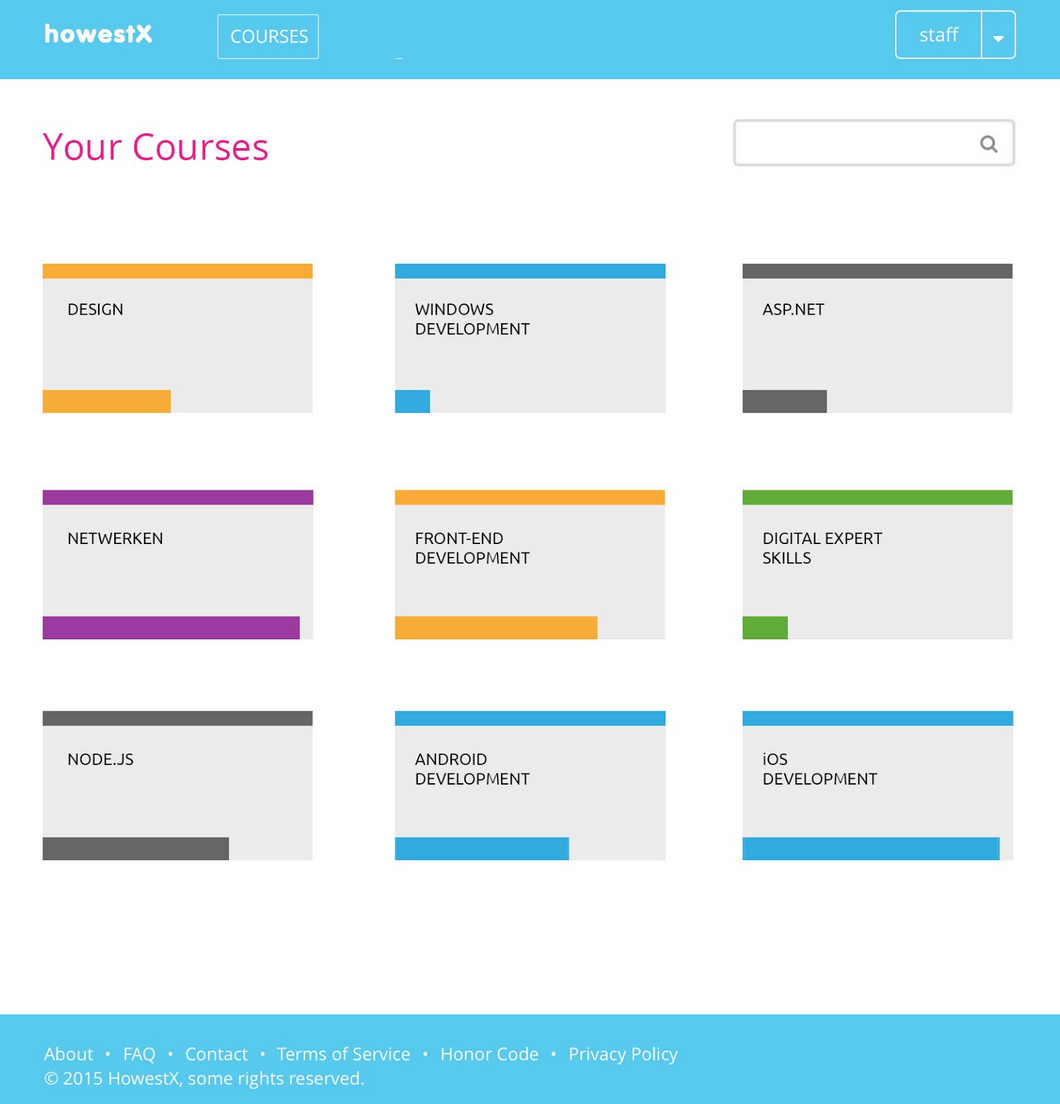 howestX
COURSES
staff
Your Courses
DESIGN
WINDOWS
DEVELOPMENT
ASP.NET
NETWERKEN
FRONT-END
DEVELOPMENT
DIGITAL EXPERT
SKILLS
NODE.JS
ANDROID
DEVELOPMENT
iOS
DEVELOPMENT
About • FAQ • Contact • Terms of Service • Honor Code • Privacy Policy
© 2015 HowestX, some rights reserved.